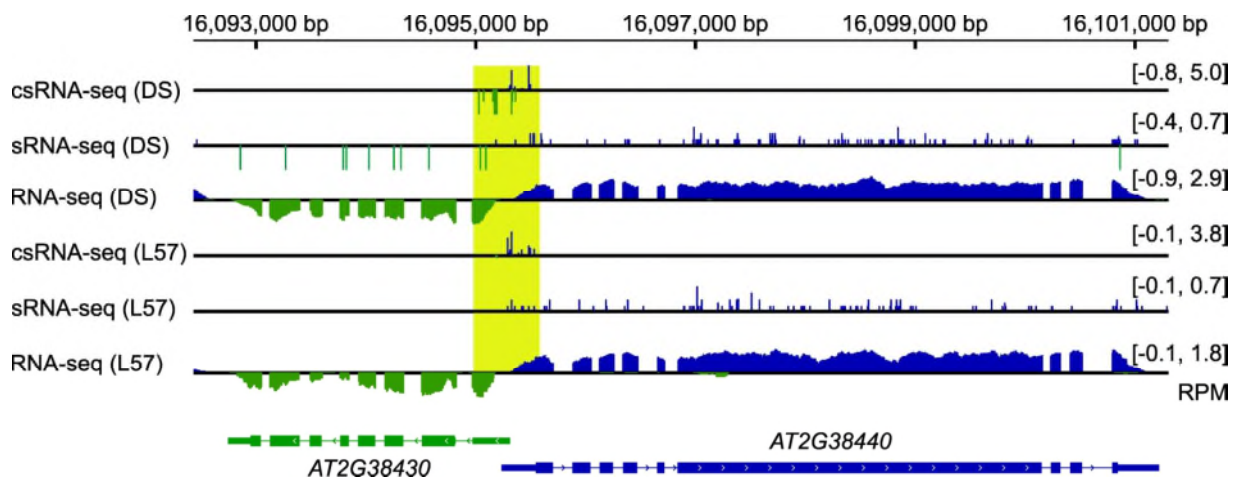 16,093,000 bp 16,095,000 bp 16,097,000 bp 16,099,000 bp 16,101,000 bp
csRNA-seq (DS) [-0.8, 5.0]
sRNA-seq (DS) [-0.4, 0.7]
RNA-seq (DS) [-0.9, 2.9]
csRNA-seq (L57) [-0.1, 3.8]
sRNA-seq (L57) [-0.1, 0.7]
RNA-seq (L57) [-0.1, 1.8]
RPM
AT2G38430 AT2G38440